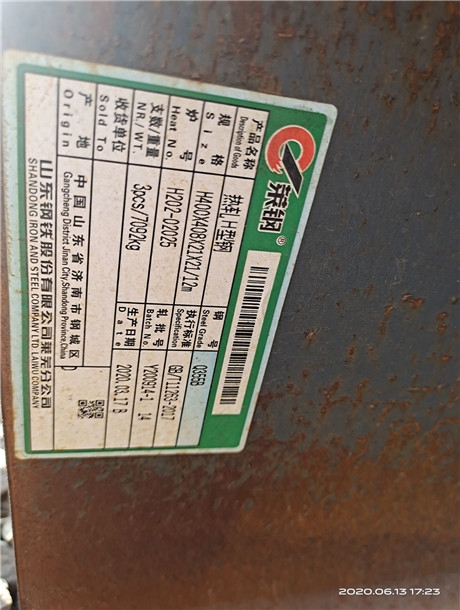 莱钢®
产品名称
Description of Goods
热轧H型钢
钢 号
Steel Grade
Q355B
规 格
Size
H400X408X21X21/12m
执行标准
Specification
GB/T11263-2017
炉 号
Heat No.
H202-02025
轧 批 号
Batch No.
Y200914-1 14
支数/重量
NR./WT.
3pcs/7092kg
生产日期
Date
2020.03.17 B
收货单位
Sold To
产 地
Origin
中国山东省济南市钢城区
Gangcheng District Jinan City, Shandong Province, China
D
山东钢铁股份有限公司莱芜分公司
SHANDONG IRON AND STEEL COMPANY LTD. LAIWU COMPANY
2020.06.13 17:23